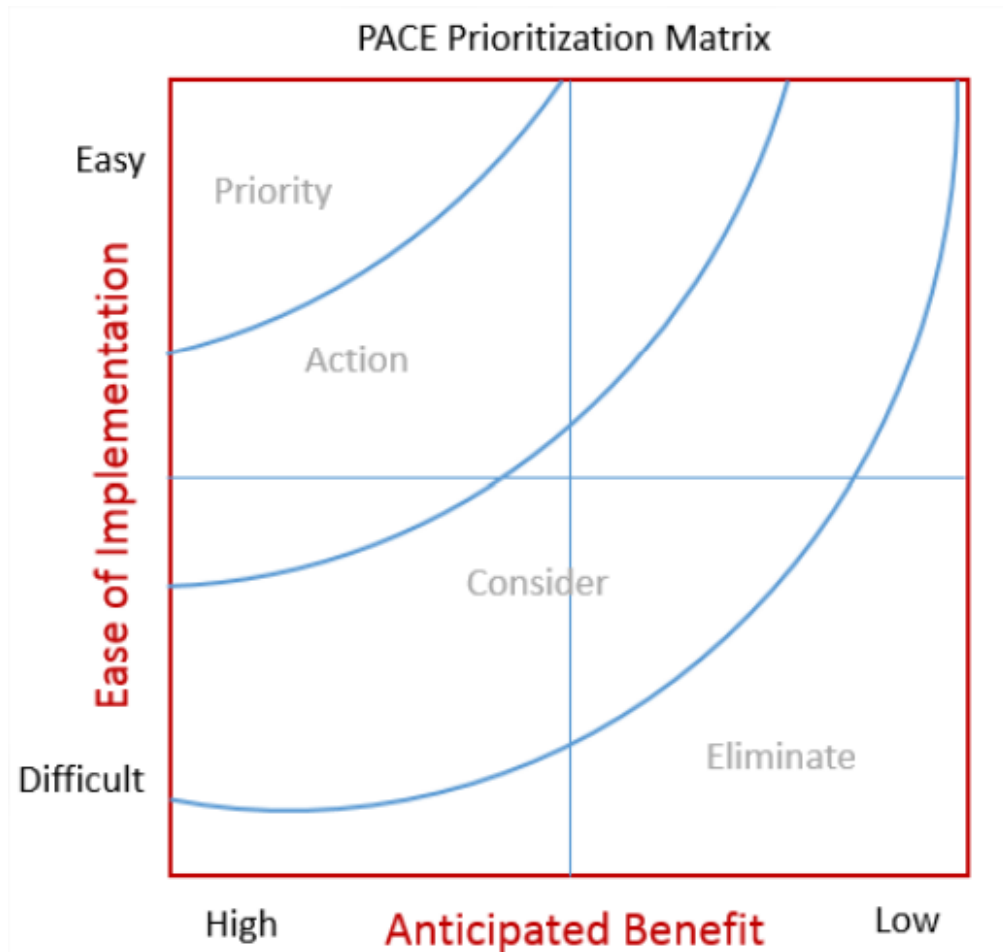 PACE Prioritization Matrix
Easy
Priority
Ease of Implementation
Action
Consider
Eliminate
Difficult
High
Anticipated Benefit
Low